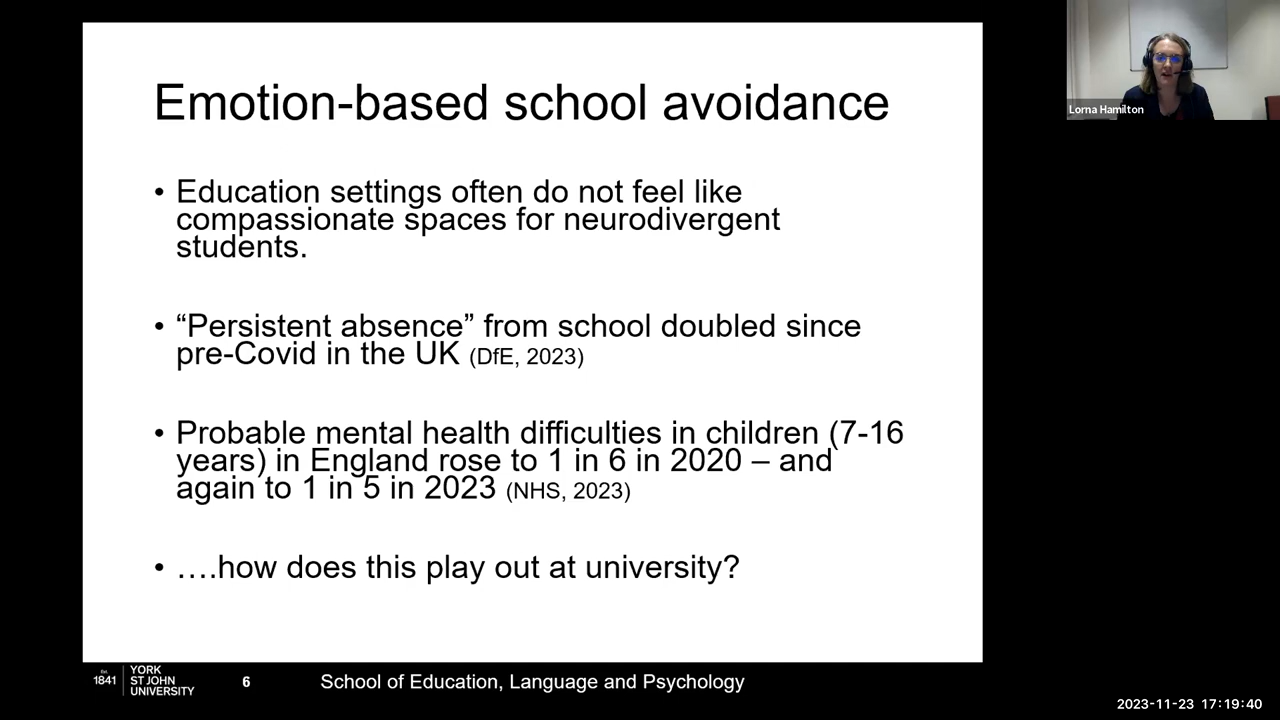 Emotion-based school avoidance
• Education settings often do not feel like
compassionate spaces for neurodivergent
students.
• “Persistent absence” from school doubled since
pre-Covid in the UK (DfE, 2023)
• Probable mental health difficulties in children (7-16
years) in England rose to 1 in 6 in 2020 – and
again to 1 in 5 in 2023 (NHS, 2023)
• ….how does this play out at university?
Est.
1841
YORK
ST JOHN
UNIVERSITY
6
School of Education, Language and Psychology
Lorna Hamilton
2023-11-23 17:19:40